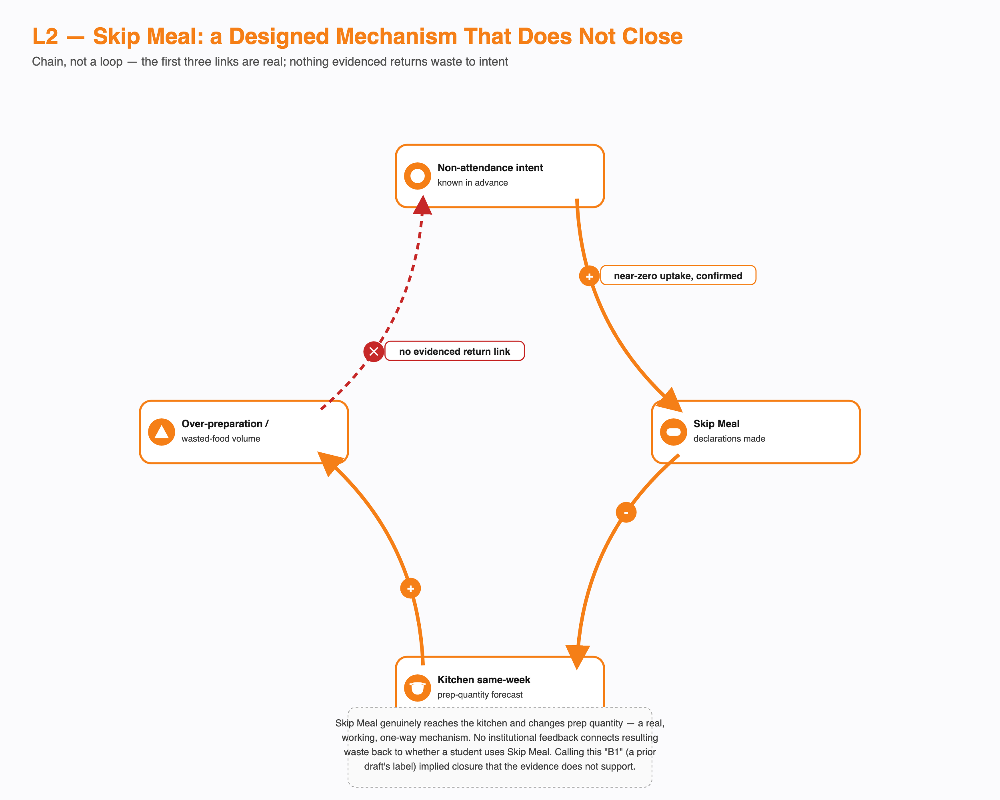 L2 — Skip Meal: a Designed Mechanism That Does Not Close
Chain, not a loop — the first three links are real; nothing evidenced returns waste to intent
Non-attendance intent
known in advance
+
near-zero uptake, confirmed
no evidenced return link
Over-preparation /
wasted-food volume
Skip Meal
declarations made
-
+
Kitchen same-week
prep-quantity forecast
Skip Meal genuinely reaches the kitchen and changes prep quantity — a real,
working, one-way mechanism. No institutional feedback connects resulting
waste back to whether a student uses Skip Meal. Calling this "B1" (a prior
draft's label) implied closure that the evidence does not support.